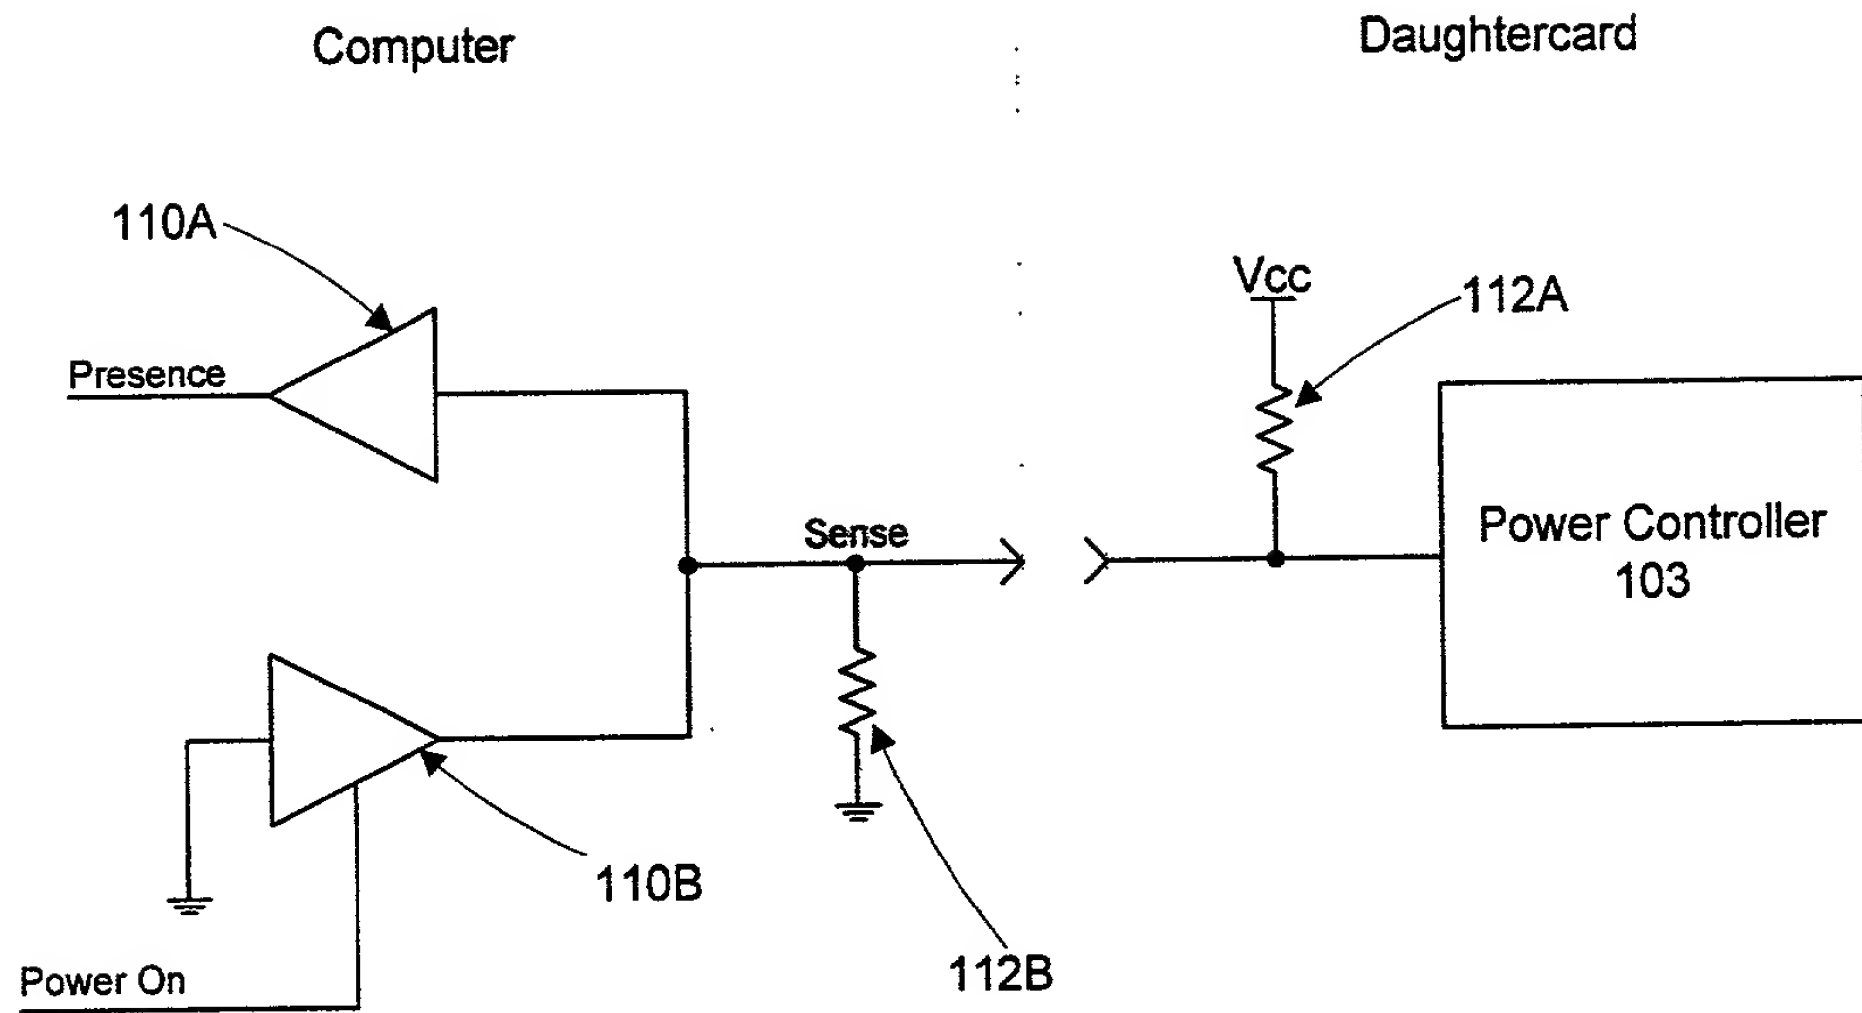 Computer
Daughtercard
110A
Vcc
112A
Presence
Sense
Power Controller
103
110B
112B
Power On